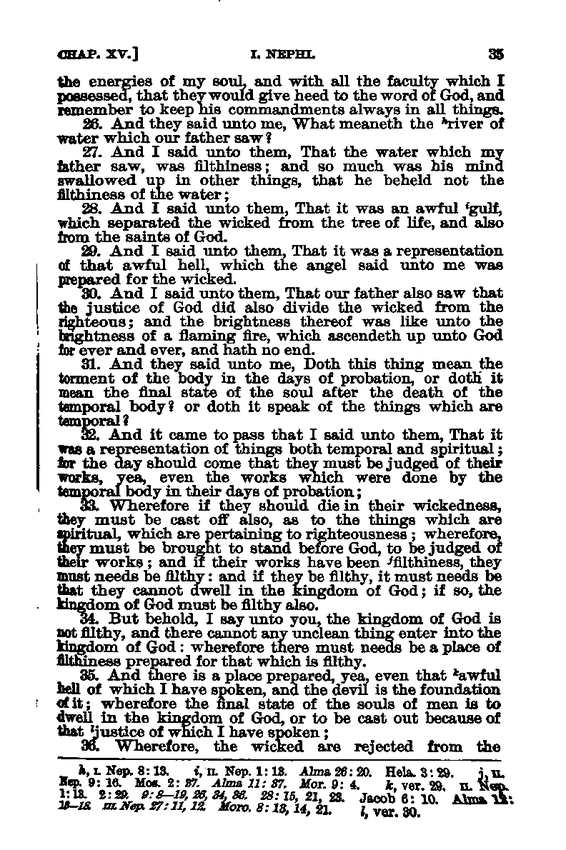 CHAP. XV.] I. NEPHI. 35
the energies of my soul, and with all the faculty which I
possessed, that they would give heed to the word of God, and
remember to keep his commandments always in all things.
26. And they said unto me, What meaneth the ʰriver of
water which our father saw?
27. And I said unto them, That the water which my
father saw, was filthiness; and so much was his mind
swallowed up in other things, that he beheld not the
filthiness of the water;
28. And I said unto them, That it was an awful ⁱgulf,
which separated the wicked from the tree of life, and also
from the saints of God.
29. And I said unto them, That it was a representation
of that awful hell, which the angel said unto me was
prepared for the wicked.
30. And I said unto them, That our father also saw that
the justice of God did also divide the wicked from the
righteous; and the brightness thereof was like unto the
brightness of a flaming fire, which ascendeth up unto God
for ever and ever, and hath no end.
31. And they said unto me, Doth this thing mean the
torment of the body in the days of probation, or doth it
mean the final state of the soul after the death of the
temporal body? or doth it speak of the things which are
temporal?
32. And it came to pass that I said unto them, That it
was a representation of things both temporal and spiritual;
for the day should come that they must be judged of their
works, yea, even the works which were done by the
temporal body in their days of probation;
33. Wherefore if they should die in their wickedness,
they must be cast off also, as to the things which are
spiritual, which are pertaining to righteousness; wherefore,
they must be brought to stand before God, to be judged of
their works; and if their works have been ʲfilthiness, they
must needs be filthy: and if they be filthy, it must needs be
that they cannot dwell in the kingdom of God; if so, the
kingdom of God must be filthy also.
34. But behold, I say unto you, the kingdom of God is
not filthy, and there cannot any unclean thing enter into the
kingdom of God: wherefore there must needs be a place of
filthiness prepared for that which is filthy.
35. And there is a place prepared, yea, even that ᵏawful
hell of which I have spoken, and the devil is the foundation
of it; wherefore the final state of the souls of men is to
dwell in the kingdom of God, or to be cast out because of
that ˡjustice of which I have spoken;
36. Wherefore, the wicked are rejected from the
h, I. Nep. 8:13. i, II. Nep. 1:13. Alma 26:20. Hela. 3:29. j, II.
Nep. 9:16. Mos. 2:37. Alma 11:37. Mor. 9:4. k, ver. 29. II. Nep.
1:13. 2:29. 9:8—19, 26, 34, 36. 28:15, 21, 23. Jacob 6:10. Alma 12:
16—18. III. Nep. 27:11, 12. Moro. 8:13, 14, 21. l, ver. 30.